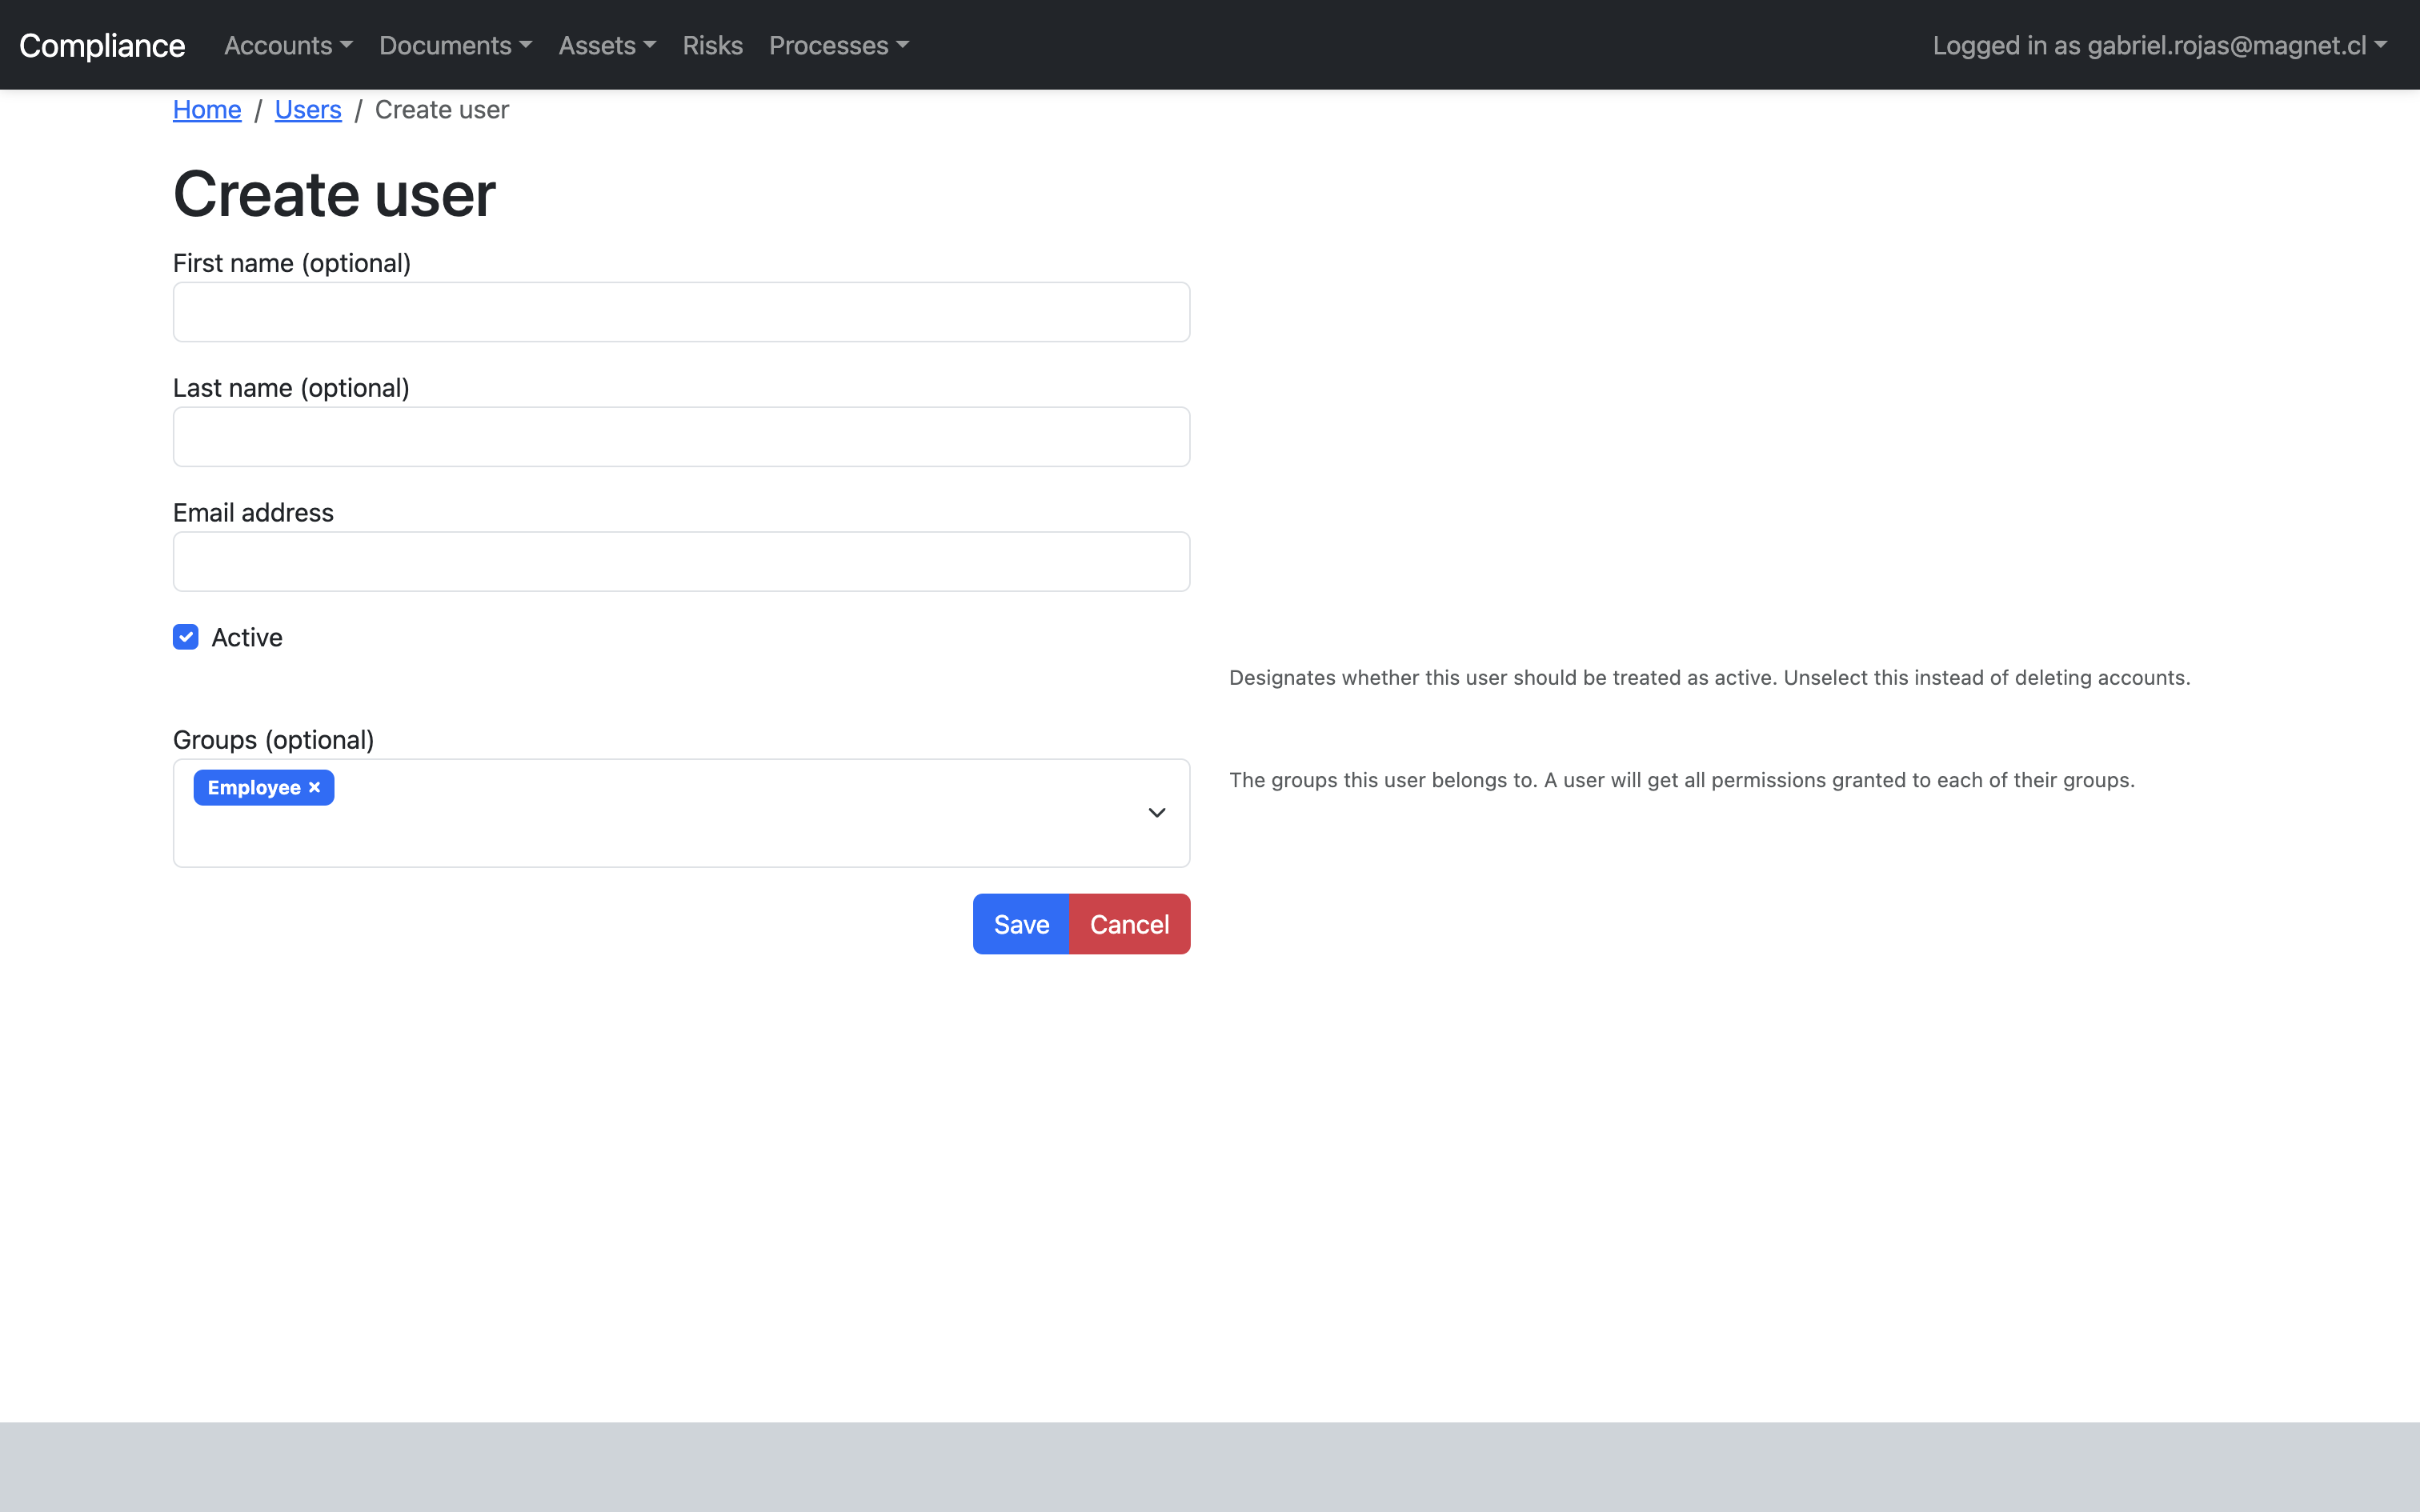 Compliance Accounts Documents Assets Risks Processes Logged in as gabriel.rojas@magnet.cl
Home / Users / Create user
Create user
First name (optional)
Last name (optional)
Email address
Active
Designates whether this user should be treated as active. Unselect this instead of deleting accounts.
Groups (optional)
Employee ×
The groups this user belongs to. A user will get all permissions granted to each of their groups.
Save Cancel